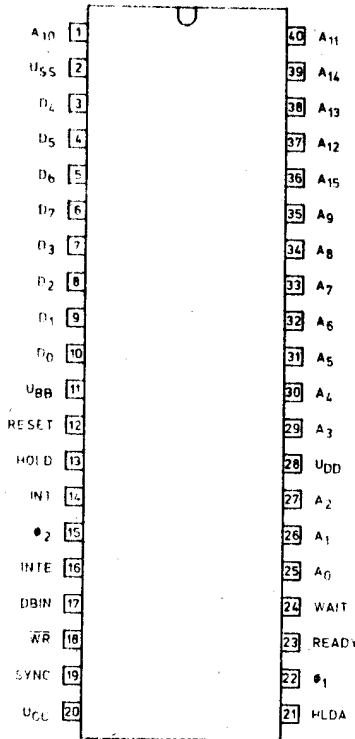 A10 1 40 A11
USS 2 39 A14
D4 3 38 A13
D5 4 37 A12
D6 5 36 A15
D7 6 35 A9
D3 7 34 A8
D2 8 33 A7
D1 9 32 A6
D0 10 31 A5
UBB 11 30 A4
RESET 12 29 A3
HOLD 13 28 UDD
INT 14 27 A2
ϕ2 15 26 A1
INTE 16 25 A0
DBIN 17 24 WAIT
W̅R̅ 18 23 READY
SYNC 19 22 ϕ1
UCC 20 21 HLDA